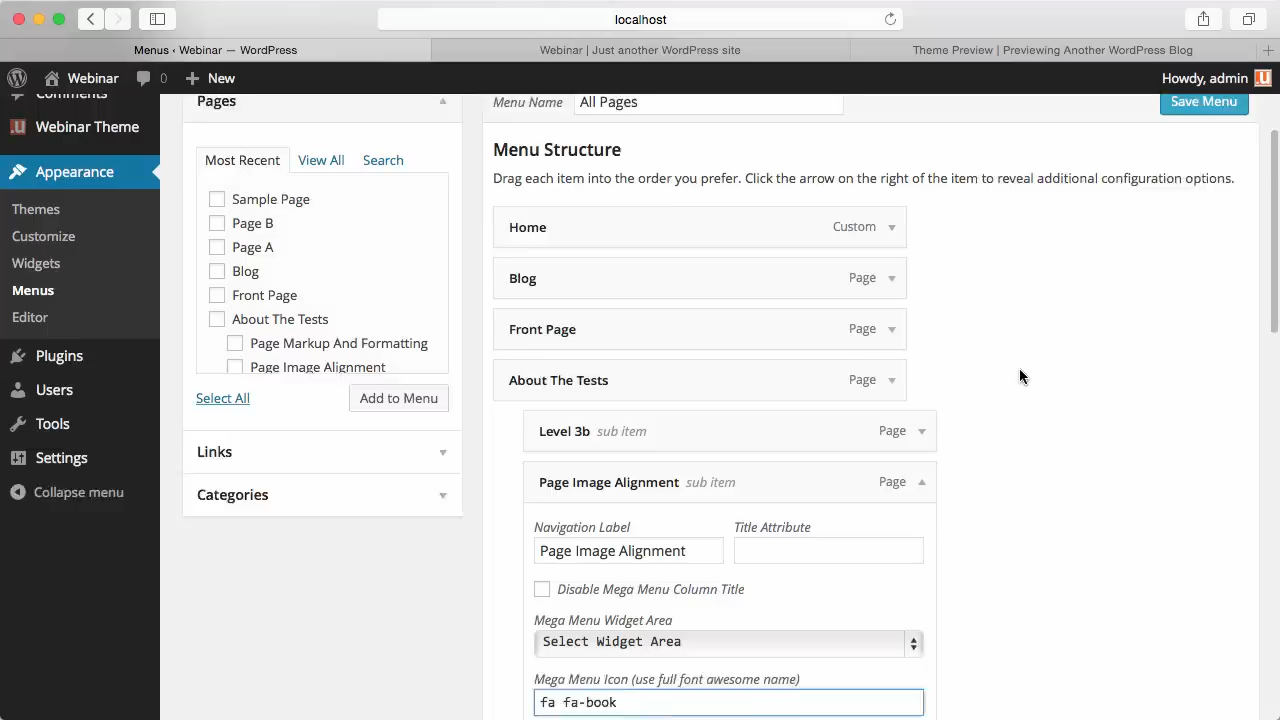 localhost
Menus ‹ Webinar — WordPress
Webinar | Just another WordPress site
Theme Preview | Previewing Another WordPress Blog
Webinar
0
New
Howdy, admin
Comments
Webinar Theme
Appearance
Themes
Customize
Widgets
Menus
Editor
Plugins
Users
Tools
Settings
Collapse menu
Pages
Most Recent
View All
Search
Sample Page
Page B
Page A
Blog
Front Page
About The Tests
Page Markup And Formatting
Page Image Alignment
Select All
Add to Menu
Links
Categories
Menu Name
All Pages
Save Menu
Menu Structure
Drag each item into the order you prefer. Click the arrow on the right of the item to reveal additional configuration options.
Home Custom
Blog Page
Front Page Page
About The Tests Page
Level 3b sub item Page
Page Image Alignment sub item Page
Navigation Label Title Attribute
Page Image Alignment
Disable Mega Menu Column Title
Mega Menu Widget Area
Select Widget Area
Mega Menu Icon (use full font awesome name)
fa fa-book